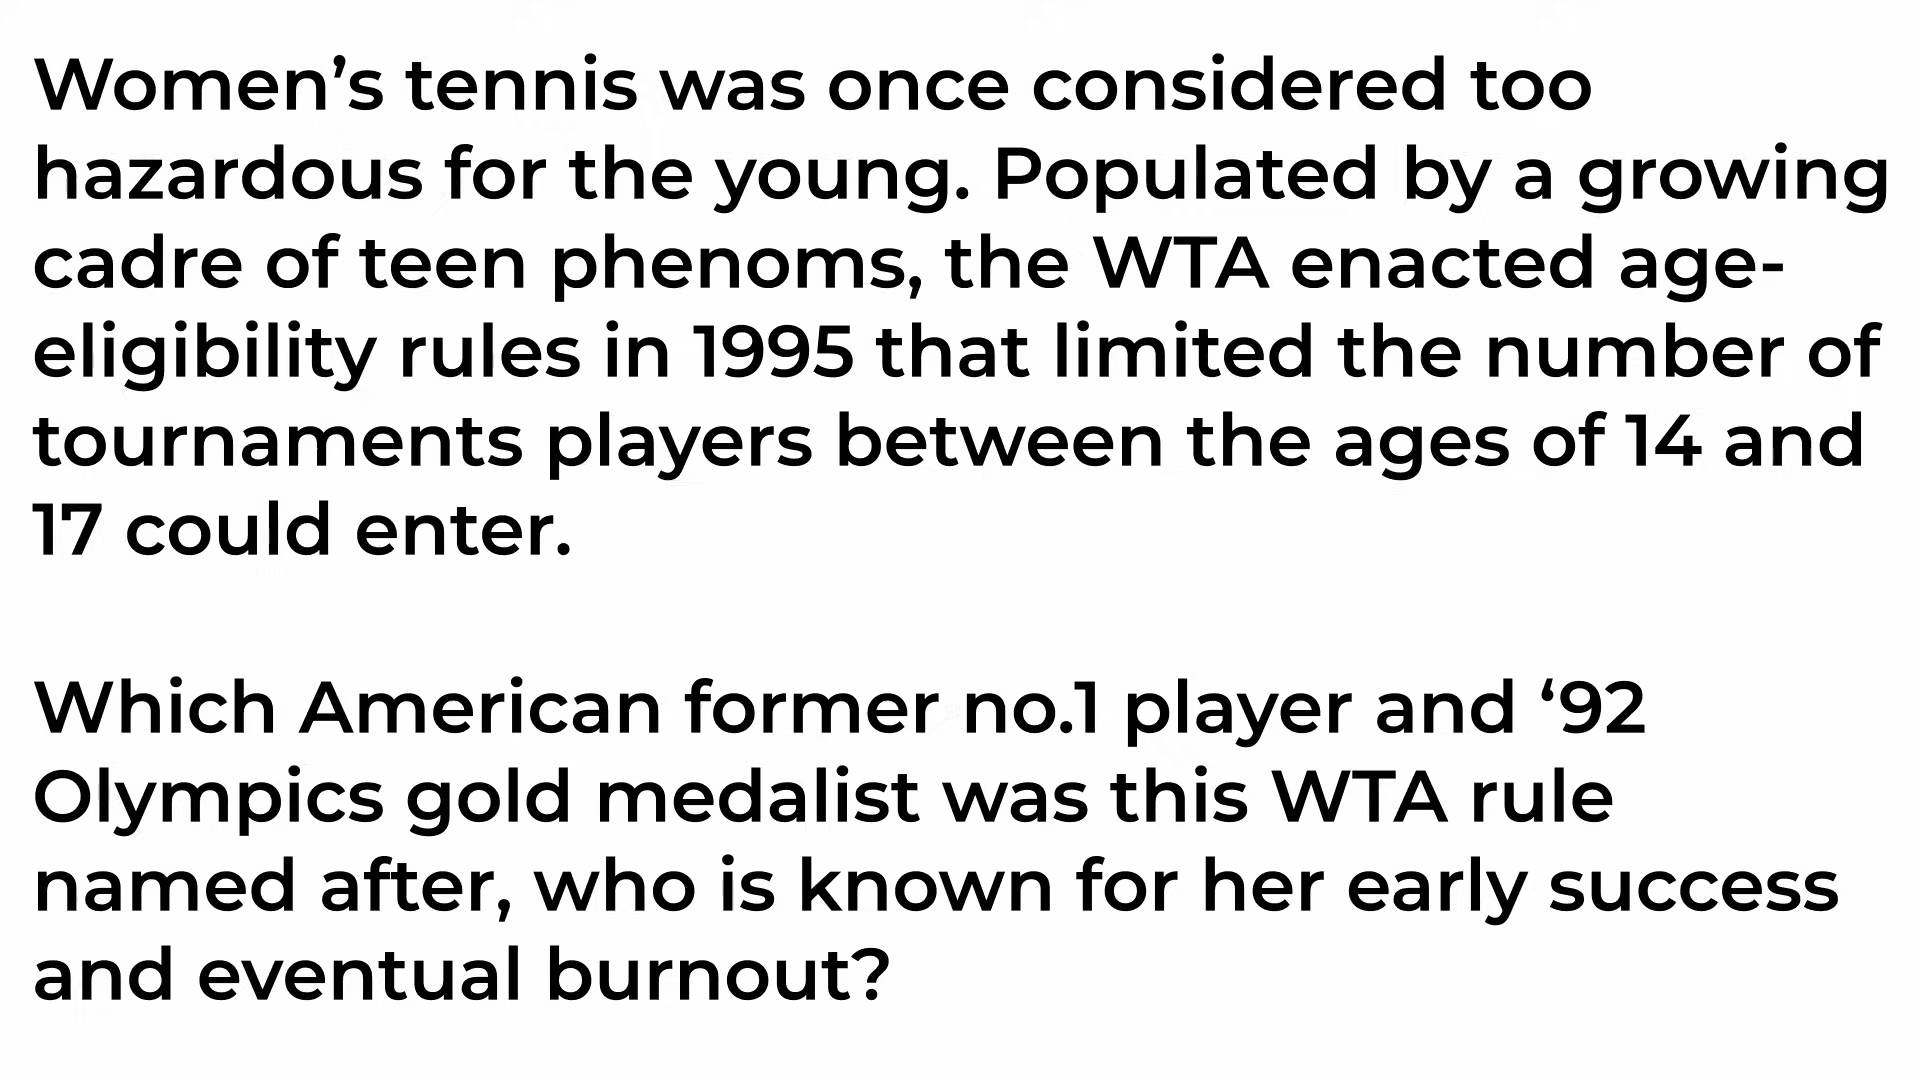 Women’s tennis was once considered too
hazardous for the young. Populated by a growing
cadre of teen phenoms, the WTA enacted age-
eligibility rules in 1995 that limited the number of
tournaments players between the ages of 14 and
17 could enter.
Which American former no.1 player and ‘92
Olympics gold medalist was this WTA rule
named after, who is known for her early success
and eventual burnout?